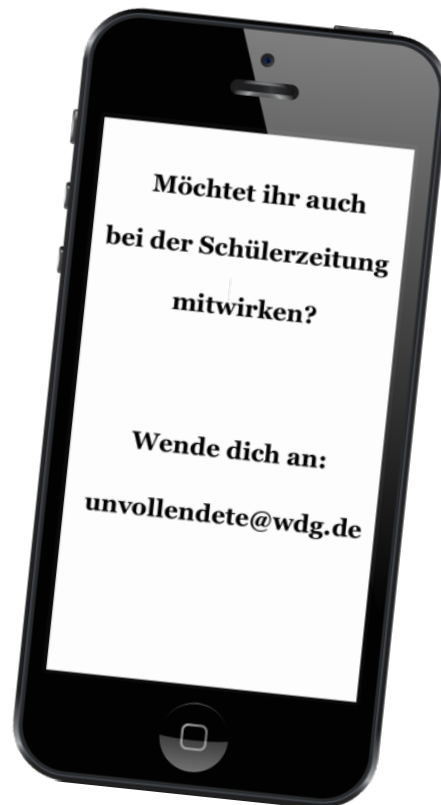 Möchtet ihr auch
bei der Schülerzeitung
mitwirken?
Wende dich an:
unvollendete@wdg.de